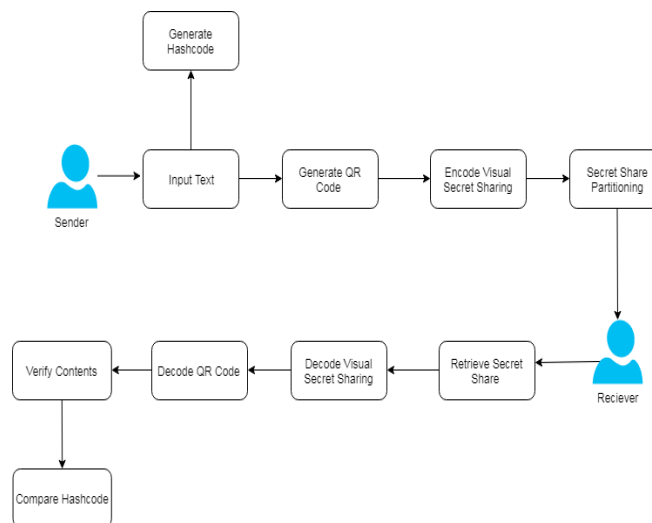 Generate
Hashcode
Sender
Input Text
Generate QR
Code
Encode Visual
Secret Sharing
Secret Share
Partitioning
Verify Contents
Decode QR Code
Decode Visual
Secret Sharing
Retrieve Secret
Share
Reciever
Compare Hashcode